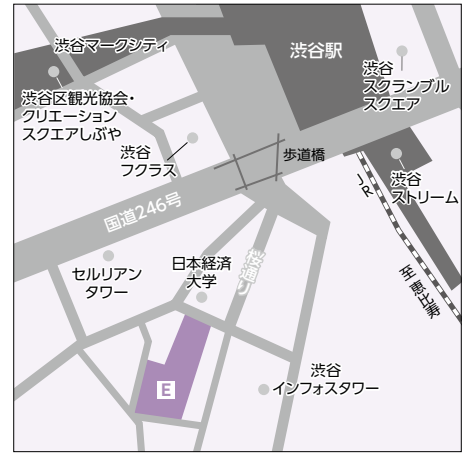 渋谷マークシティ
渋谷駅
渋谷
スクランブル
スクエア
渋谷区観光協会・
クリエーション
スクエアしぶや
渋谷
フクラス
歩道橋
渋谷
ストリーム
JR
国道246号
セルリアン
タワー
日本経済
大学
桜通り
至 恵比寿
渋谷
インフォスタワー
E